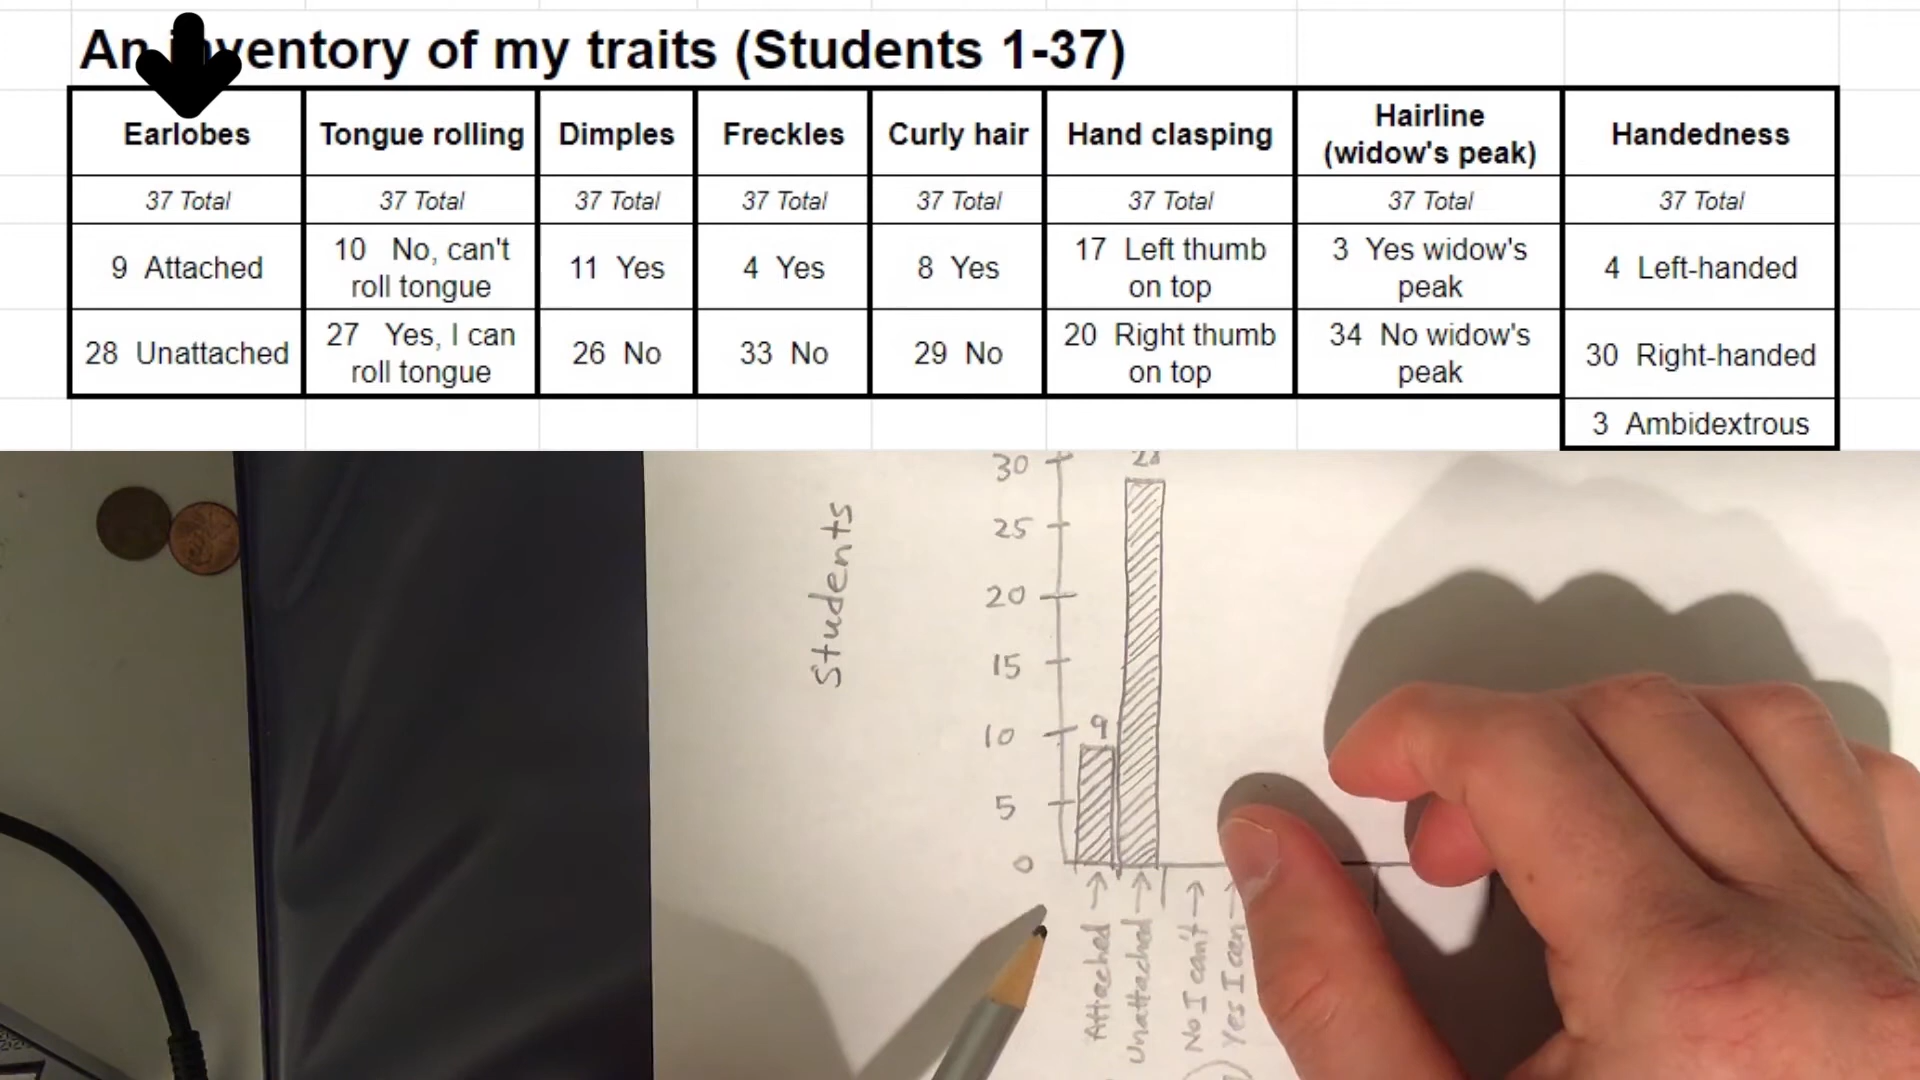 An inventory of my traits (Students 1-37)
Earlobes Tongue rolling Dimples Freckles Curly hair Hand clasping Hairline (widow's peak) Handedness
37 Total 37 Total 37 Total 37 Total 37 Total 37 Total 37 Total 37 Total
9 Attached
10 No, can't
roll tongue
11 Yes
4 Yes
8 Yes
17 Left thumb
on top
3 Yes widow's
peak
4 Left-handed
28 Unattached
27 Yes, I can
roll tongue
26 No
33 No
29 No
20 Right thumb
on top
34 No widow's
peak
30 Right-handed
3 Ambidextrous
Students
30
25
20
15
10
5
0
28
9
Attached →
Unattached →
No I can't →
Yes I can →